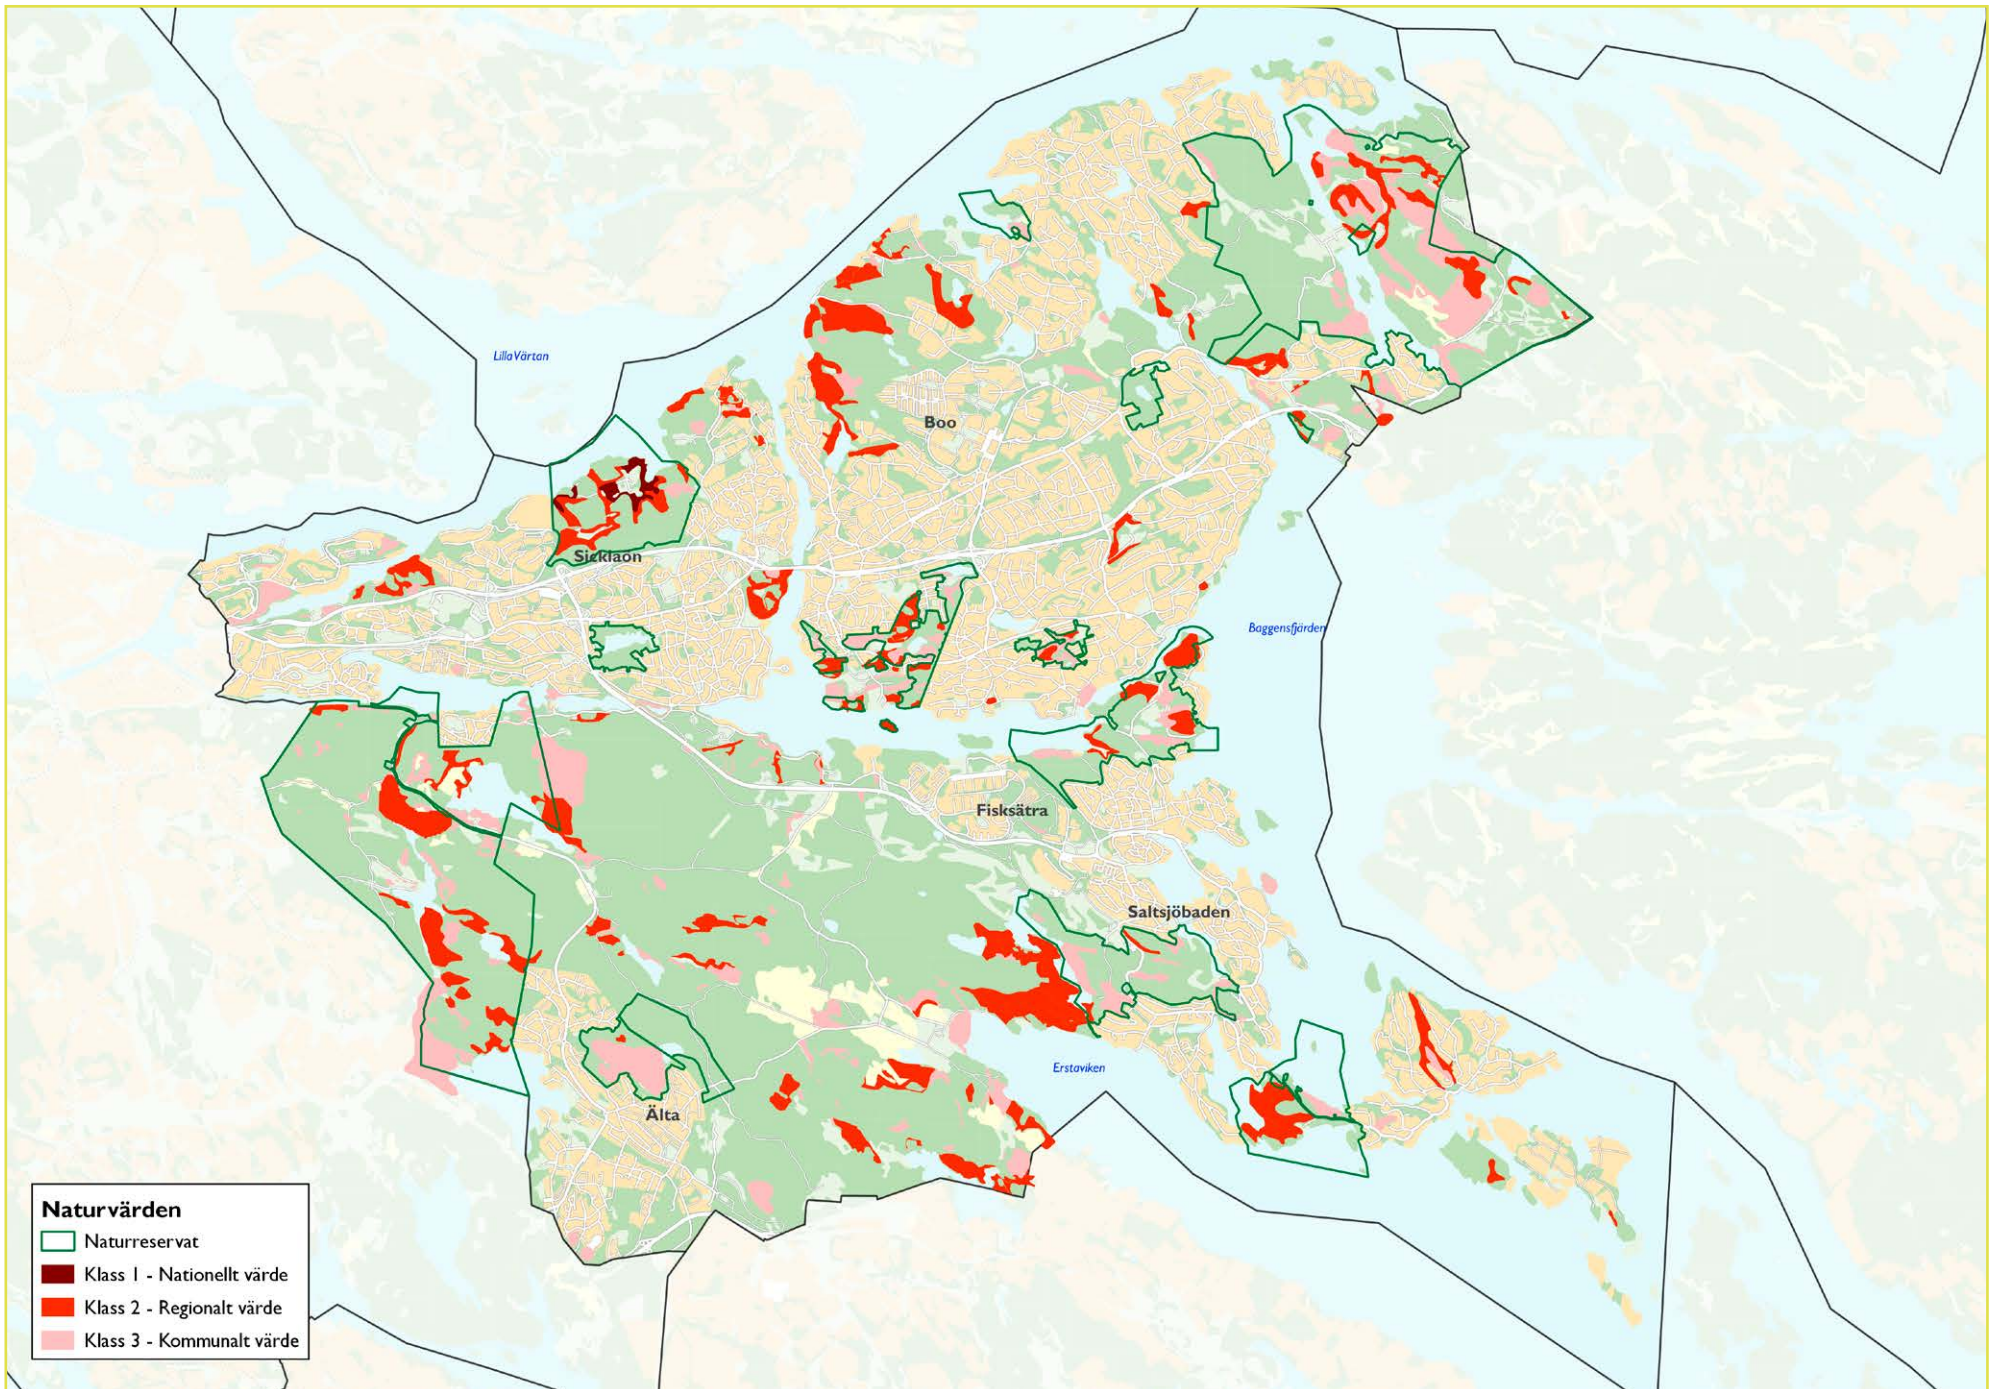 Lilla Värtan
Boo
Sicklaön
Baggensfjärden
Fisksätra
Saltsjöbaden
Erstaviken
Älta
Naturvärden
Naturreservat
Klass 1 - Nationellt värde
Klass 2 - Regionalt värde
Klass 3 - Kommunalt värde